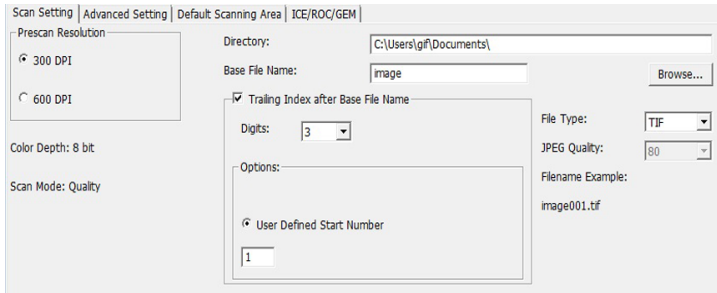 Scan Setting Advanced Setting Default Scanning Area ICE/ROC/GEM
Prescan Resolution
300 DPI
600 DPI
Color Depth: 8 bit
Scan Mode: Quality
Directory: C:\Users\gif\Documents\
Base File Name: image
Browse...
Trailing Index after Base File Name
Digits: 3
Options:
User Defined Start Number
1
File Type: TIF
JPEG Quality: 80
Filename Example:
image001.tif